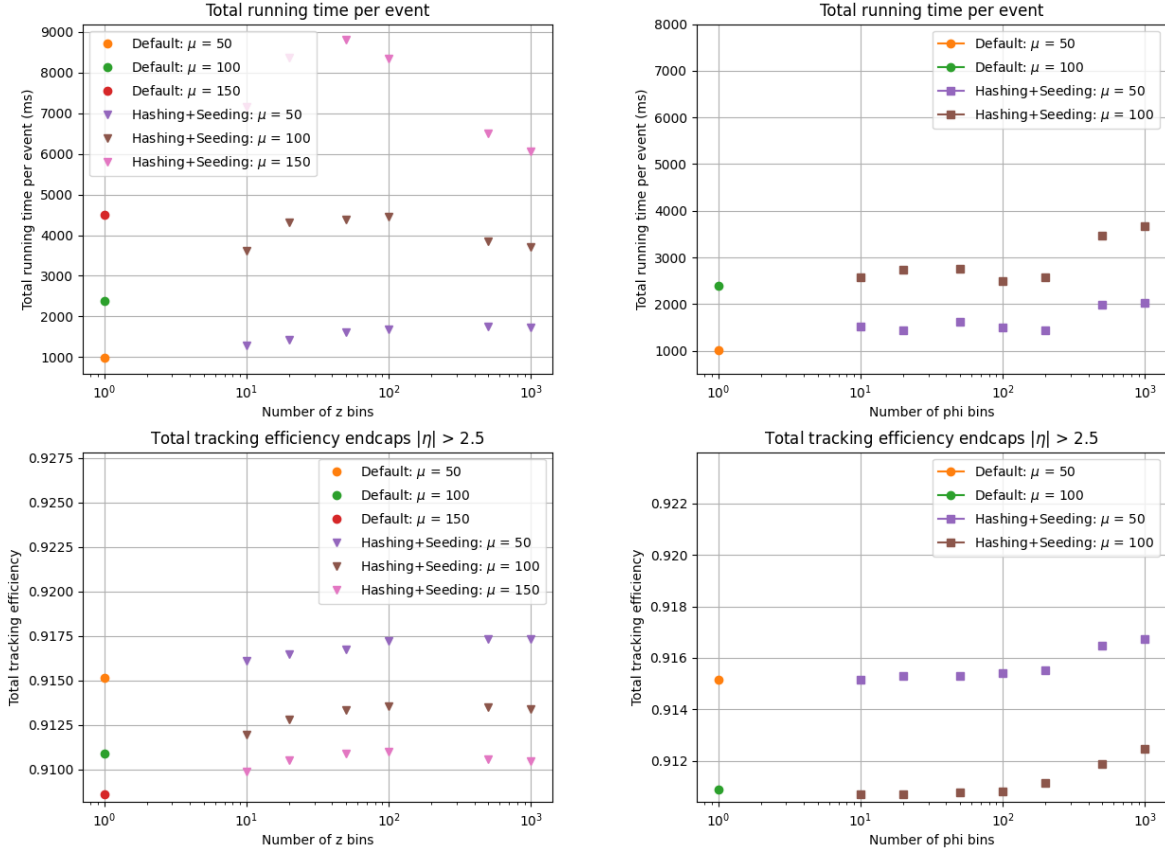 Total running time per event
9000
8000
7000
6000
5000
4000
3000
2000
1000
Total running time per event (ms)
Default: μ = 50
Default: μ = 100
Default: μ = 150
Hashing+Seeding: μ = 50
Hashing+Seeding: μ = 100
Hashing+Seeding: μ = 150
10⁰ 10¹ 10² 10³
Number of z bins
Total running time per event
8000
7000
6000
5000
4000
3000
2000
1000
Total running time per event (ms)
Default: μ = 50
Default: μ = 100
Hashing+Seeding: μ = 50
Hashing+Seeding: μ = 100
10⁰ 10¹ 10² 10³
Number of phi bins
Total tracking efficiency endcaps |η| > 2.5
0.9275
0.9250
0.9225
0.9200
0.9175
0.9150
0.9125
0.9100
Total tracking efficiency
Default: μ = 50
Default: μ = 100
Default: μ = 150
Hashing+Seeding: μ = 50
Hashing+Seeding: μ = 100
Hashing+Seeding: μ = 150
10⁰ 10¹ 10² 10³
Number of z bins
Total tracking efficiency endcaps |η| > 2.5
0.922
0.920
0.918
0.916
0.914
0.912
Total tracking efficiency
Default: μ = 50
Default: μ = 100
Hashing+Seeding: μ = 50
Hashing+Seeding: μ = 100
10⁰ 10¹ 10² 10³
Number of phi bins